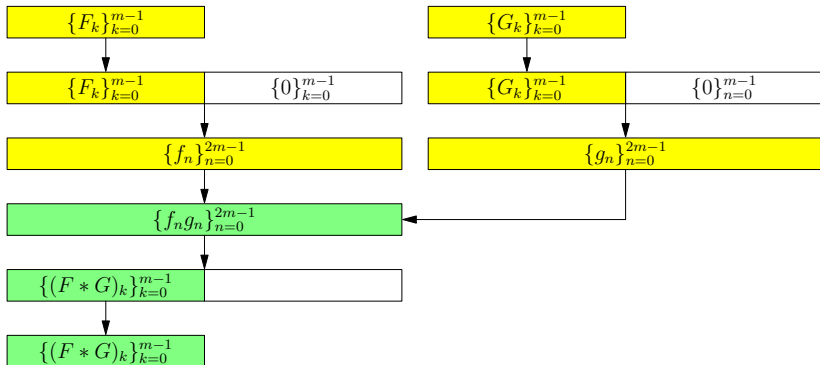 {F_k}_{k=0}^{m-1} {G_k}_{k=0}^{m-1}
{F_k}_{k=0}^{m-1} {0}_{k=0}^{m-1} {G_k}_{k=0}^{m-1} {0}_{n=0}^{m-1}
{f_n}_{n=0}^{2m-1} {g_n}_{n=0}^{2m-1}
{f_n g_n}_{n=0}^{2m-1}
{(F * G)_k}_{k=0}^{m-1}
{(F * G)_k}_{k=0}^{m-1}